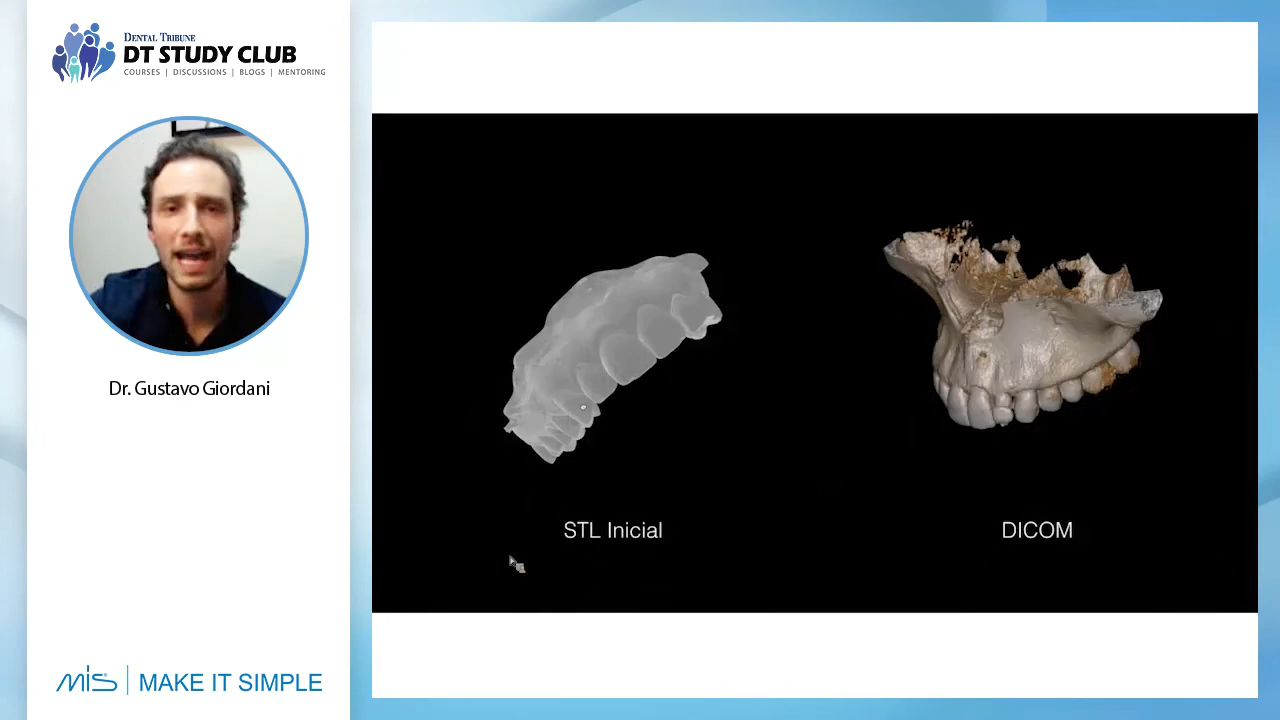 DENTAL TRIBUNE
DT STUDY CLUB
COURSES | DISCUSSIONS | BLOGS | MENTORING
Dr. Gustavo Giordani
STL Inicial
DICOM
mis | MAKE IT SIMPLE